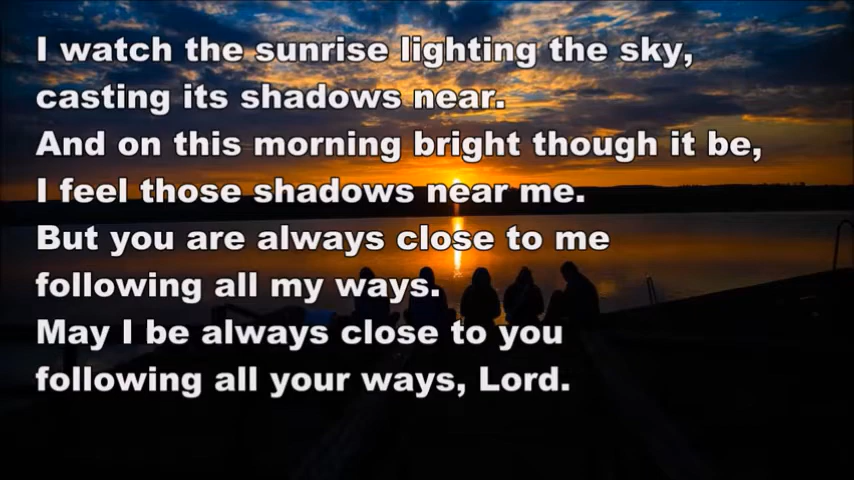 I watch the sunrise lighting the sky,
casting its shadows near.
And on this morning bright though it be,
I feel those shadows near me.
But you are always close to me
following all my ways.
May I be always close to you
following all your ways, Lord.